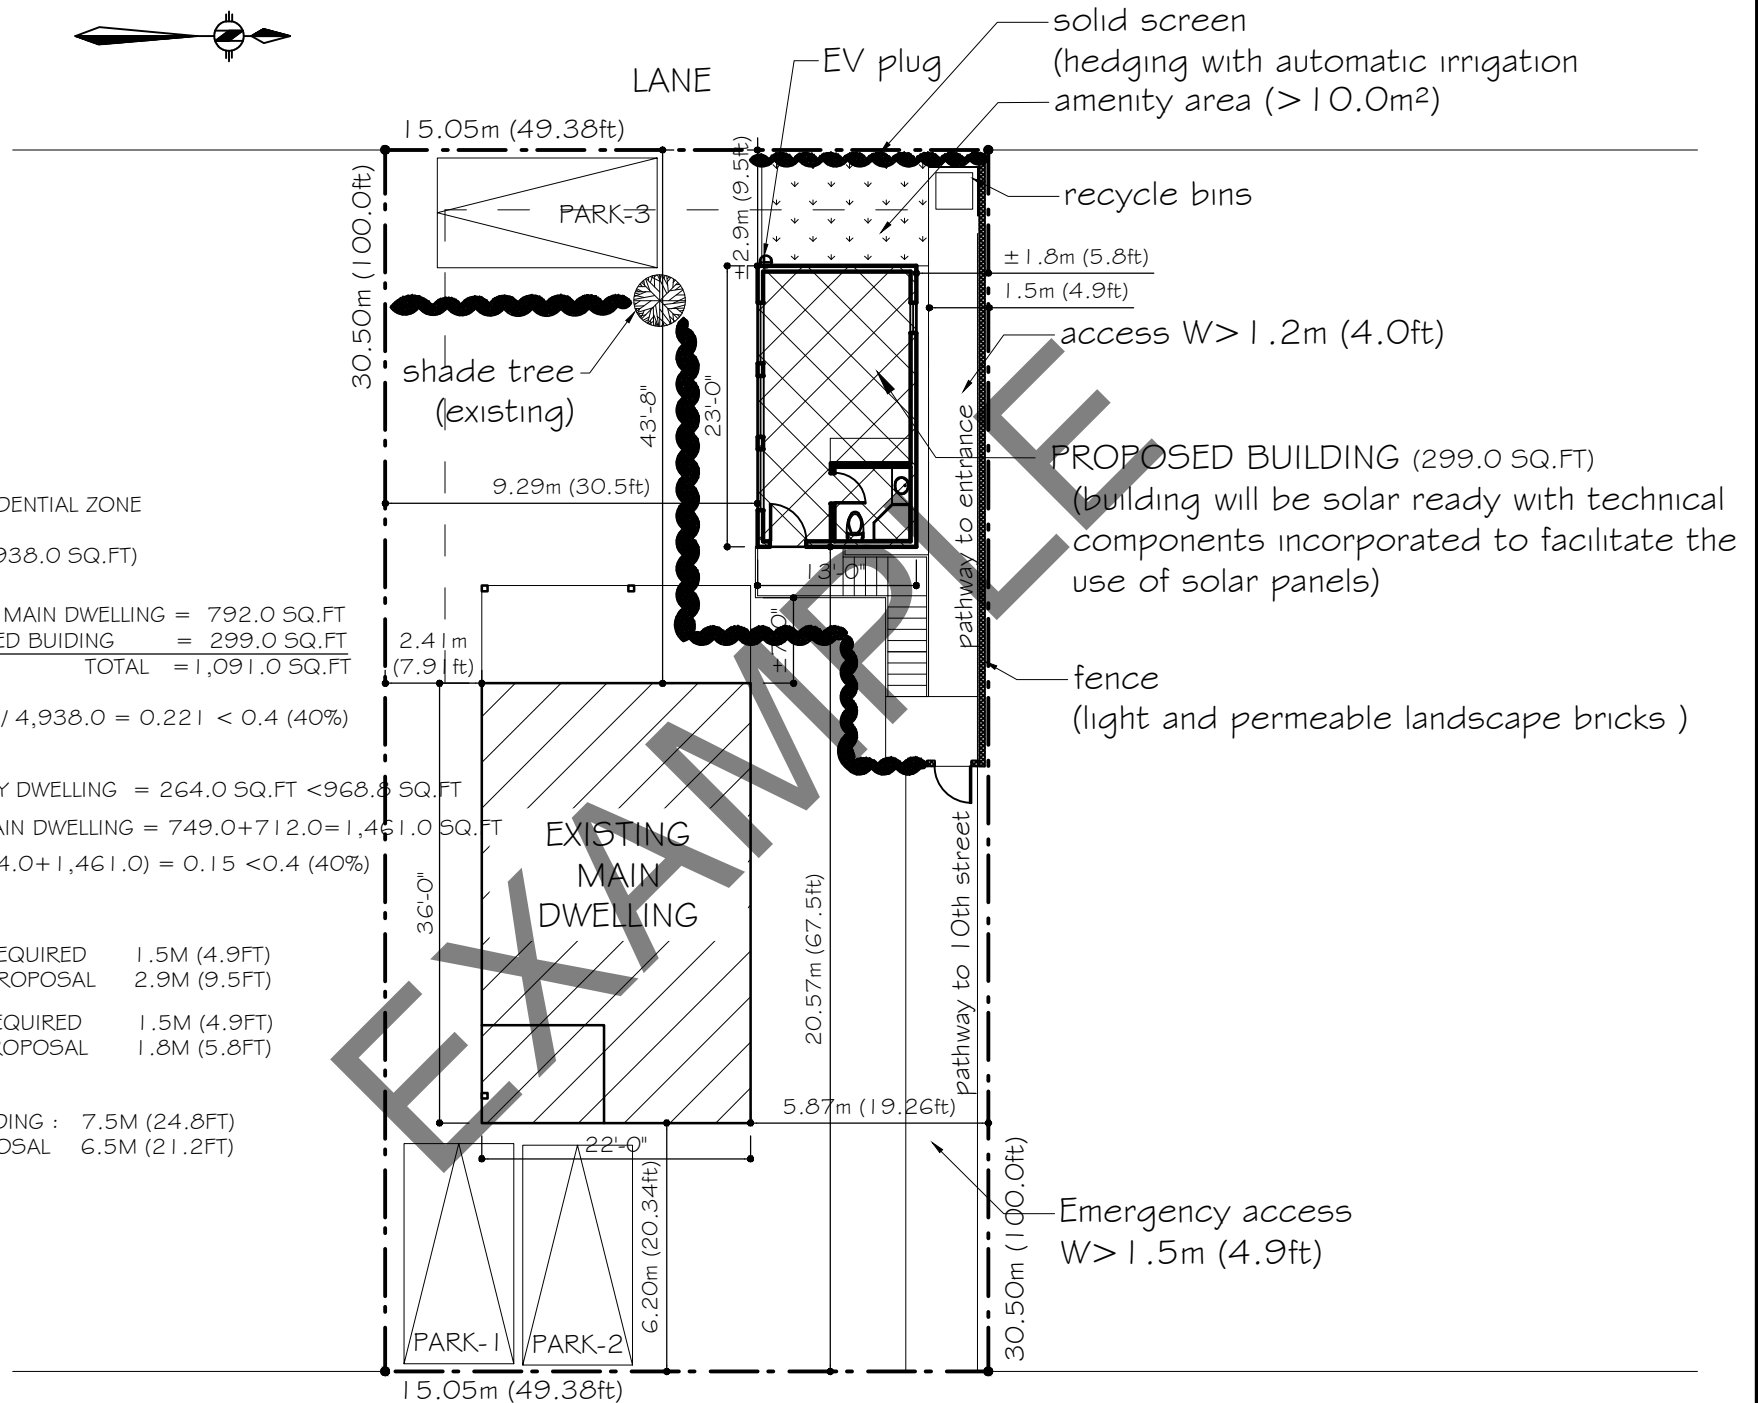 LANE
EV plug
solid screen
(hedging with automatic irrigation
amenity area (>10.0m²)
15.05m (49.38ft)
±2.9m (9.5ft)
30.50m (100.0ft)
PARK-3
recycle bins
±1.8m (5.8ft)
1.5m (4.9ft)
access W>1.2m (4.0ft)
shade tree
(existing)
43'-8"
23'-0"
pathway to entrance
PROPOSED BUILDING (299.0 SQ.FT)
(building will be solar ready with technical
components incorporated to facilitate the
use of solar panels)
9.29m (30.5ft)
DENTIAL ZONE
938.0 SQ.FT)
13'-0"
MAIN DWELLING = 792.0 SQ.FT
ED BUIDING = 299.0 SQ.FT
TOTAL =1,091.0 SQ.FT
2.41m
(7.91ft)
±7'-0"
fence
(light and permeable landscape bricks )
/ 4,938.0 = 0.221 < 0.4 (40%)
Y DWELLING = 264.0 SQ.FT <968.8 SQ.FT
AIN DWELLING = 749.0+712.0=1,461.0 SQ.FT
4.0+1,461.0) = 0.15 <0.4 (40%)
EXISTING
MAIN
DWELLING
36'-0"
20.57m (67.5ft)
pathway to 10th street
EQUIRED 1.5M (4.9FT)
ROPOSAL 2.9M (9.5FT)
EQUIRED 1.5M (4.9FT)
ROPOSAL 1.8M (5.8FT)
DING : 7.5M (24.8FT)
OSAL 6.5M (21.2FT)
5.87m (19.26ft)
22'-0"
6.20m (20.34ft)
30.50m (100.0ft)
Emergency access
W>1.5m (4.9ft)
PARK-1
PARK-2
15.05m (49.38ft)
EXAMPLE